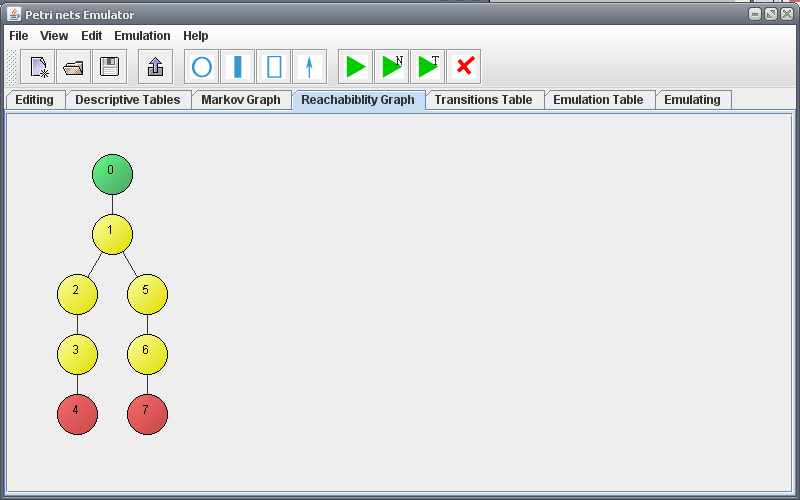 Petri nets Emulator
File View Edit Emulation Help
N T
Editing Descriptive Tables Markov Graph Reachabiblity Graph Transitions Table Emulation Table Emulating
0
1
2 5
3 6
4 7